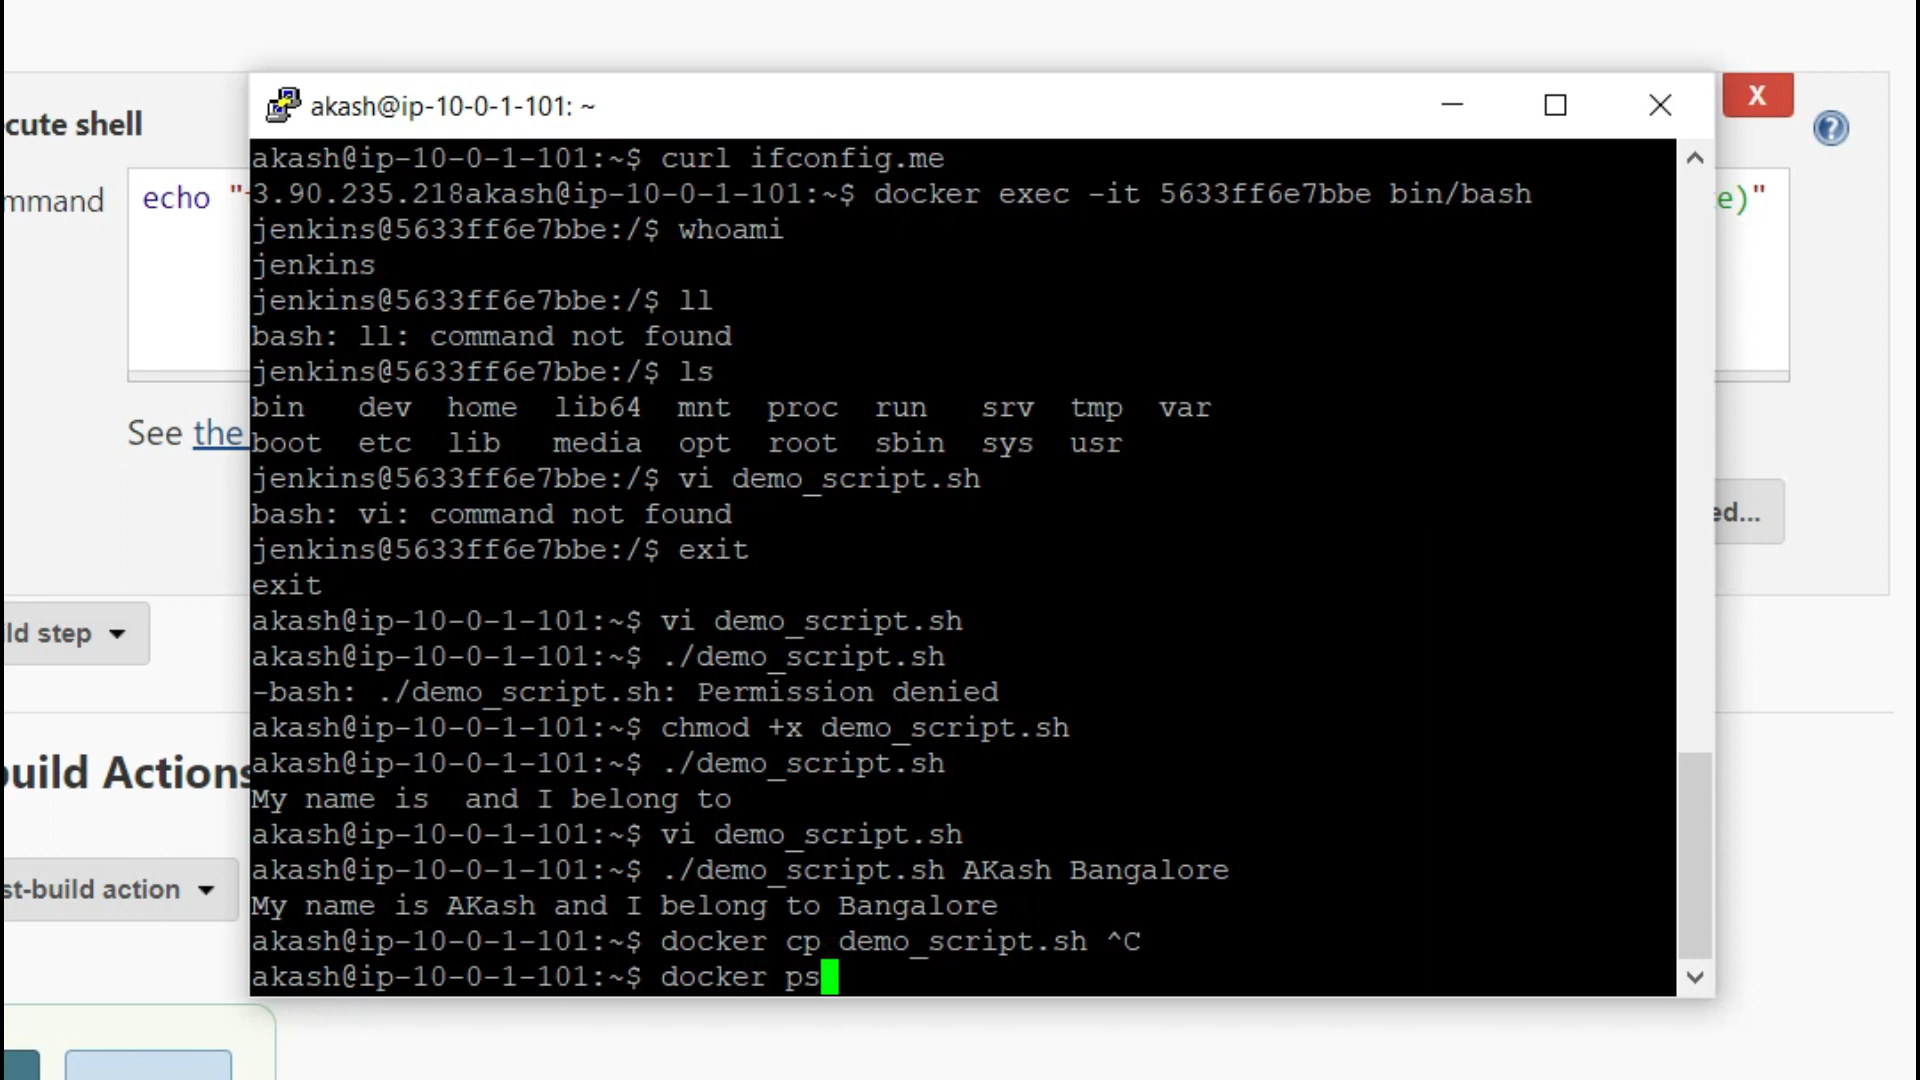 akash@ip-10-0-1-101: ~
X
?
cute shell
mmand
echo "
e)"
See the
ed...
ld step
uild Actions
st-build action
akash@ip-10-0-1-101:~$ curl ifconfig.me
3.90.235.218akash@ip-10-0-1-101:~$ docker exec -it 5633ff6e7bbe bin/bash
jenkins@5633ff6e7bbe:/$ whoami
jenkins
jenkins@5633ff6e7bbe:/$ ll
bash: ll: command not found
jenkins@5633ff6e7bbe:/$ ls
bin dev home lib64 mnt proc run srv tmp var
boot etc lib media opt root sbin sys usr
jenkins@5633ff6e7bbe:/$ vi demo_script.sh
bash: vi: command not found
jenkins@5633ff6e7bbe:/$ exit
exit
akash@ip-10-0-1-101:~$ vi demo_script.sh
akash@ip-10-0-1-101:~$ ./demo_script.sh
-bash: ./demo_script.sh: Permission denied
akash@ip-10-0-1-101:~$ chmod +x demo_script.sh
akash@ip-10-0-1-101:~$ ./demo_script.sh
My name is  and I belong to
akash@ip-10-0-1-101:~$ vi demo_script.sh
akash@ip-10-0-1-101:~$ ./demo_script.sh AKash Bangalore
My name is AKash and I belong to Bangalore
akash@ip-10-0-1-101:~$ docker cp demo_script.sh ^C
akash@ip-10-0-1-101:~$ docker ps